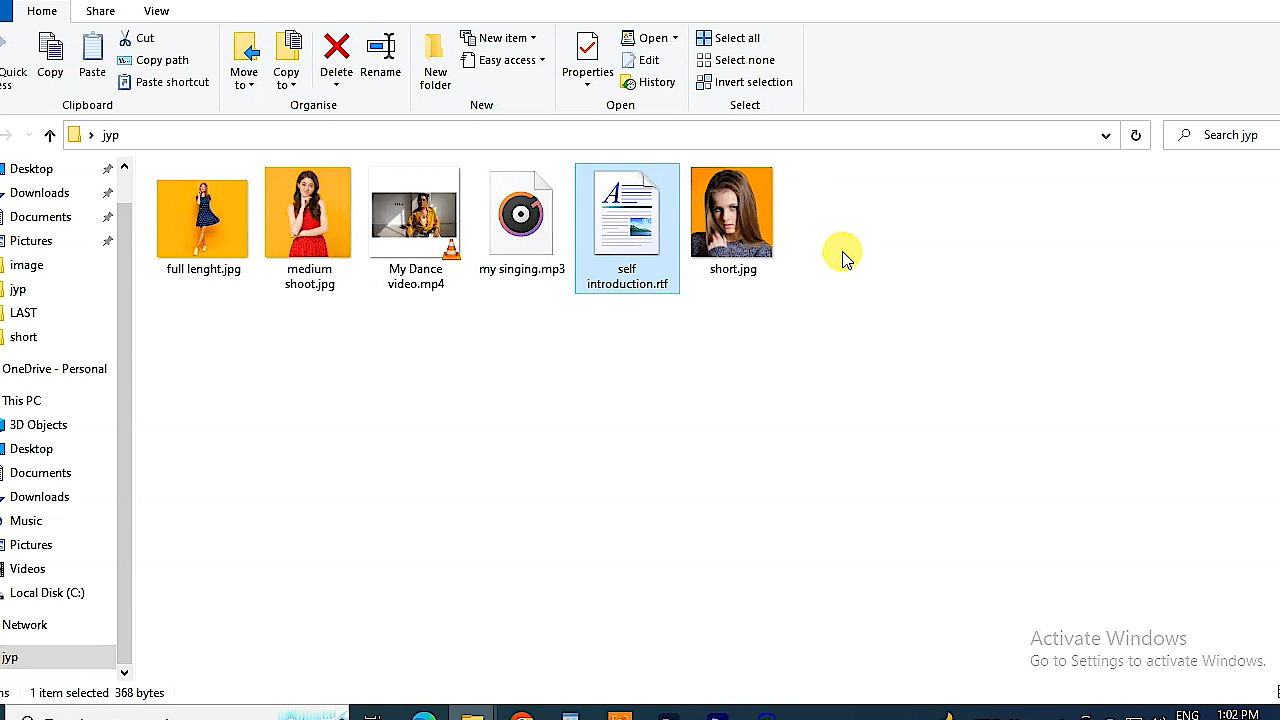 Home Share View
Quick
ess
Copy
Paste
Cut
Copy path
Paste shortcut
Clipboard
Move
to
Copy
to
Delete
Rename
Organise
New
folder
New item
Easy access
New
Properties
Open
Edit
History
Open
Select all
Select none
Invert selection
Select
jyp
Search jyp
Desktop
Downloads
Documents
Pictures
image
jyp
LAST
short
OneDrive - Personal
This PC
3D Objects
Desktop
Documents
Downloads
Music
Pictures
Videos
Local Disk (C:)
Network
jyp
full lenght.jpg
medium
shoot.jpg
My Dance
video.mp4
my singing.mp3
self
introduction.rtf
short.jpg
Activate Windows
Go to Settings to activate Windows.
ns 1 item selected 368 bytes
ENG 1:02 PM